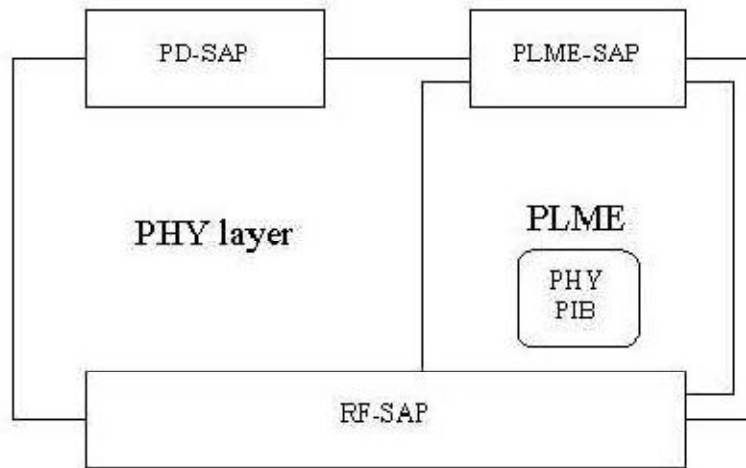 PD-SAP
PLME-SAP
PHY layer
PLME
PHY
PIB
RF-SAP